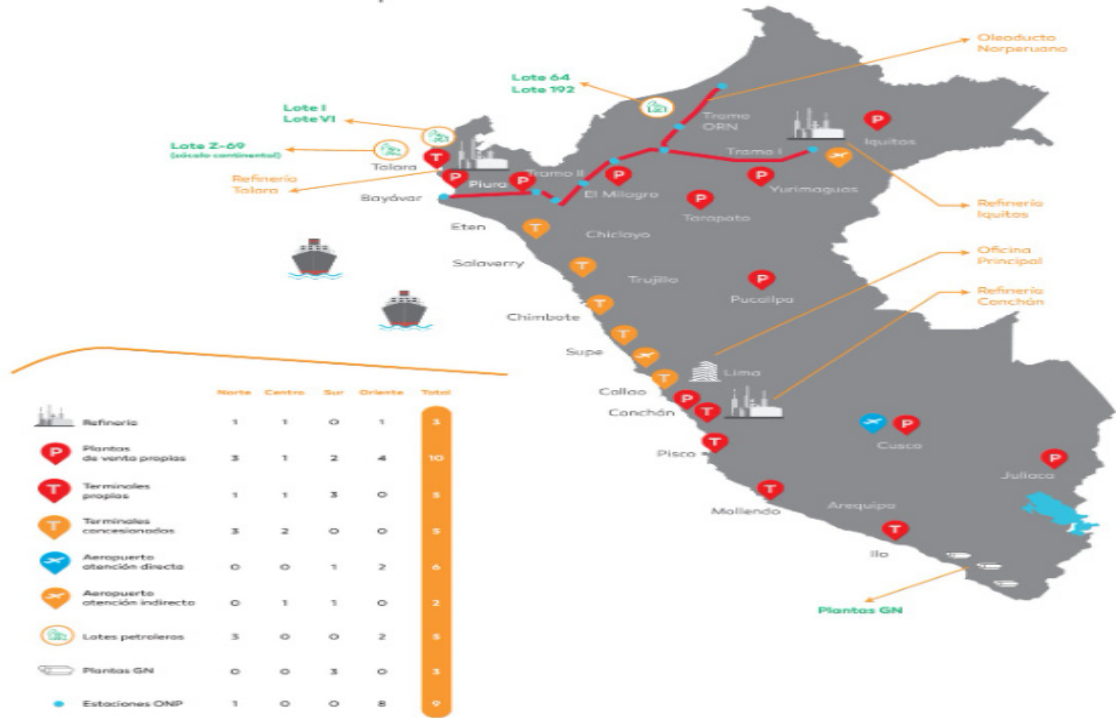 Oleoducto
Norperuano
Lote 64
Lote 192
Lote I
Lote VI
Lote Z-69
(zócalo continental)
Refinería
Talara
Talara
Bayóvar
Piura
Tramo II
Tramo
ORN
Tramo I
Iquitos
El Milagro
Yurimaguas
Tarapoto
Refinería
Iquitos
Eten
Chiclayo
Salaverry
Trujillo
Oficina
Principal
Pucallpa
Refinería
Conchán
Chimbote
Supe
Lima
Callao
Conchán
Cusco
Pisco
Juliaca
Mollendo
Arequipa
Ilo
Plantas GN
Norte Centro Sur Oriente Total
Refinería 1 1 0 1 3
P Plantas
de venta propias 3 1 2 4 10
T Terminales
propios 1 1 3 0 5
T Terminales
concesionados 3 2 0 0 5
Aeropuerto
atención directa 0 0 1 2 6
Aeropuerto
atención indirecta 0 1 1 0 2
Lotes petroleros 3 0 0 2 5
Plantas GN 0 0 3 0 3
Estaciones ONP 1 0 0 8 9